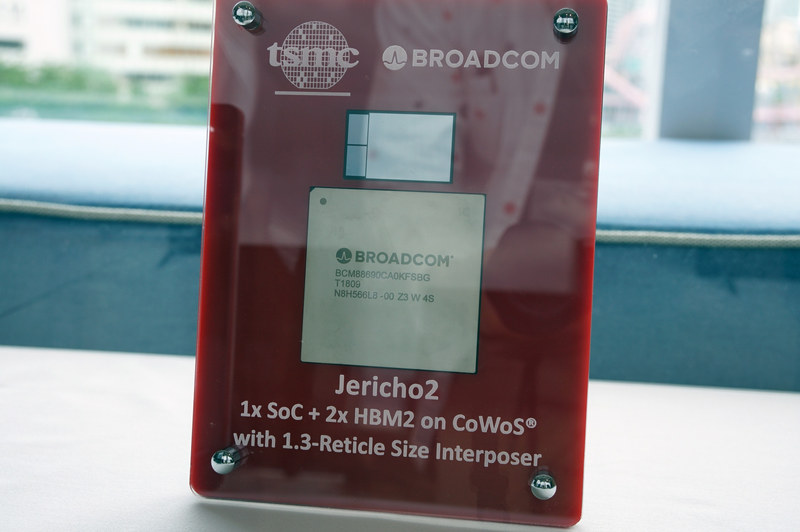 tsmc BROADCOM
BROADCOM®
BCM88690CA0KFSBG
T1809
N8H566L8-00 Z3 W 4S
Jericho2
1x SoC + 2x HBM2 on CoWoS®
with 1.3-Reticle Size Interposer